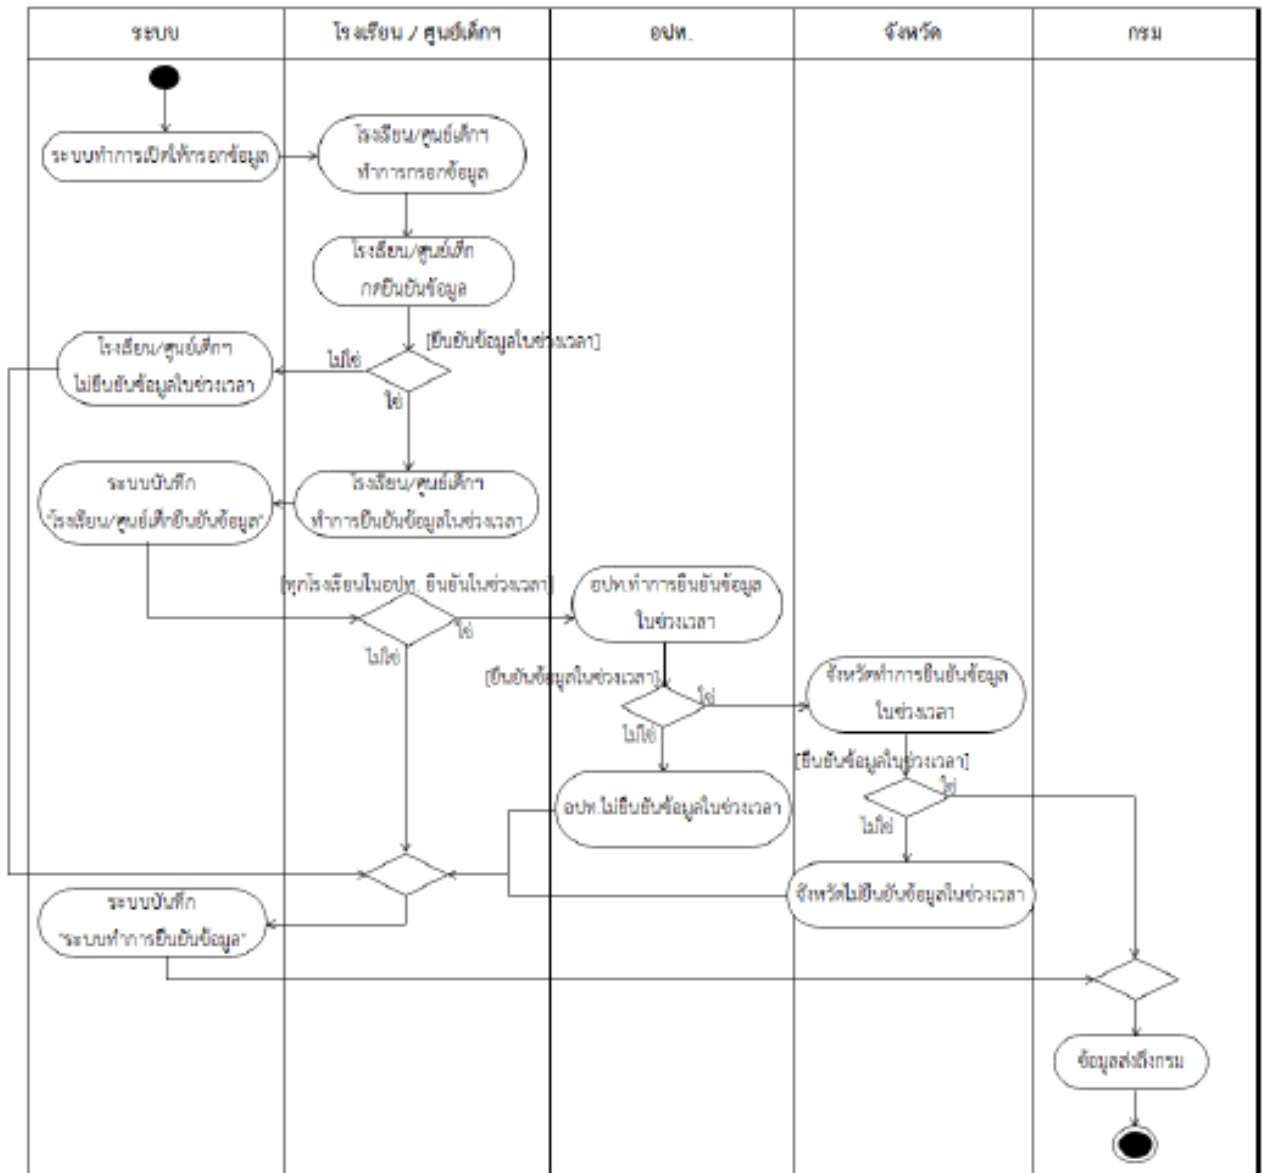 ระบบ
โรงเรียน / ศูนย์เด็กฯ
อปท.
จังหวัด
กรม
ระบบทำการเปิดให้กรอกข้อมูล
โรงเรียน/ศูนย์เด็กฯ
ทำการกรอกข้อมูล
โรงเรียน/ศูนย์เด็ก
กดยืนยันข้อมูล
[ยืนยันข้อมูลในช่วงเวลา]
ไม่ใช่
ใช่
โรงเรียน/ศูนย์เด็กฯ
ไม่ยืนยันข้อมูลในช่วงเวลา
ระบบบันทึก
"โรงเรียน/ศูนย์เด็กยืนยันข้อมูล"
โรงเรียน/ศูนย์เด็กฯ
ทำการยืนยันข้อมูลในช่วงเวลา
[ทุกโรงเรียนในอปท. ยืนยันในช่วงเวลา]
ใช่
ไม่ใช่
อปท.ทำการยืนยันข้อมูล
ในช่วงเวลา
[ยืนยันข้อมูลในช่วงเวลา]
ใช่
ไม่ใช่
จังหวัดทำการยืนยันข้อมูล
ในช่วงเวลา
[ยืนยันข้อมูลในช่วงเวลา]
ใช่
ไม่ใช่
อปท.ไม่ยืนยันข้อมูลในช่วงเวลา
จังหวัดไม่ยืนยันข้อมูลในช่วงเวลา
ระบบบันทึก
"ระบบทำการยืนยันข้อมูล"
ข้อมูลส่งถึงกรม